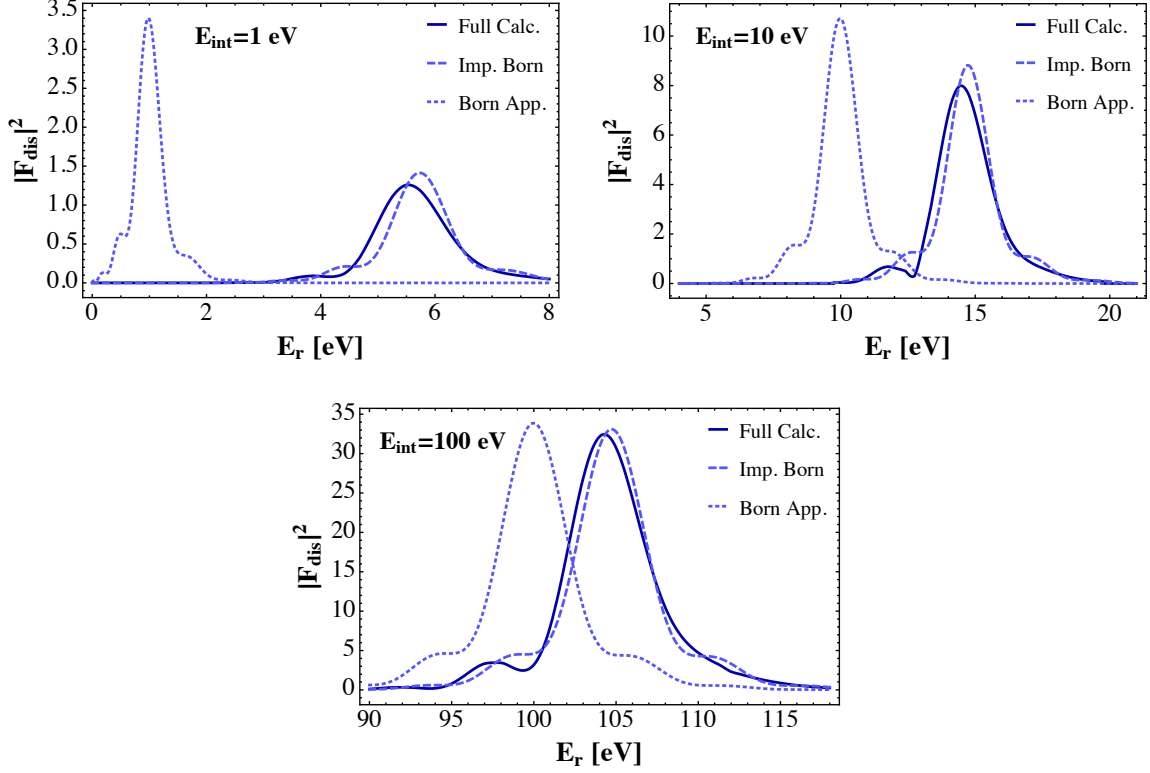 E_int=1 eV
Full Calc.
Imp. Born
Born App.
|F_dis|^2
3.5
3.0
2.5
2.0
1.5
1.0
0.5
0.0
0 2 4 6 8
E_r [eV]
E_int=10 eV
Full Calc.
Imp. Born
Born App.
|F_dis|^2
10
8
6
4
2
0
5 10 15 20
E_r [eV]
E_int=100 eV
Full Calc.
Imp. Born
Born App.
|F_dis|^2
35
30
25
20
15
10
5
0
90 95 100 105 110 115
E_r [eV]